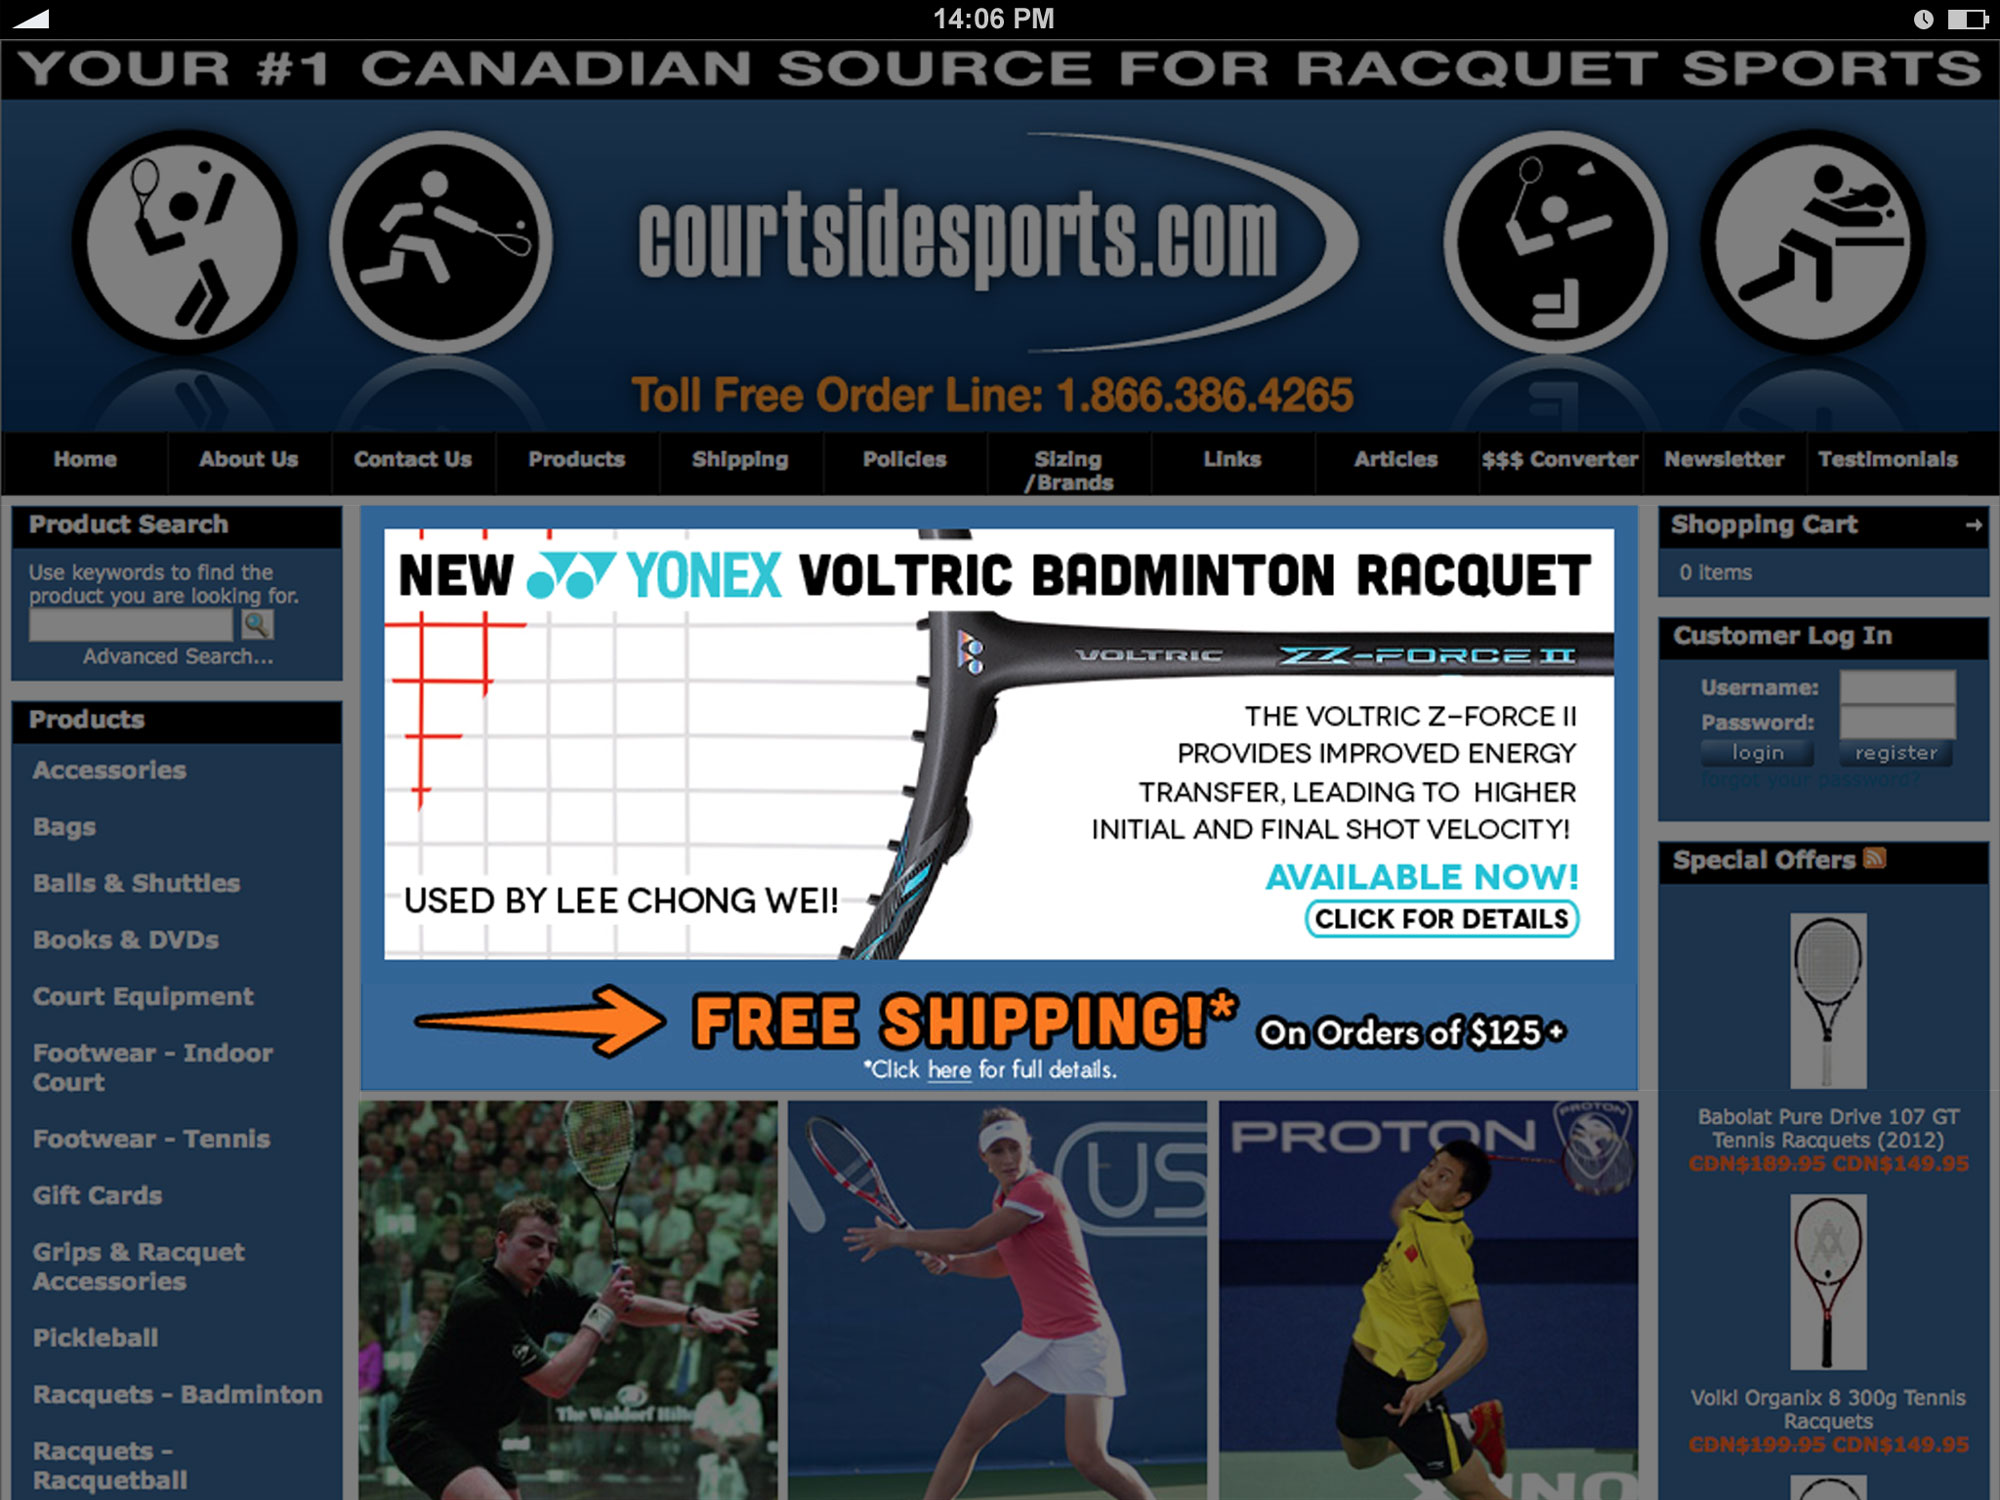 14:06 PM
YOUR #1 CANADIAN SOURCE FOR RACQUET SPORTS
courtsidesports.com
Toll Free Order Line: 1.866.386.4265
Home About Us Contact Us Products Shipping Policies Sizing /Brands Links Articles $$$ Converter Newsletter Testimonials
Product Search
Use keywords to find the
product you are looking for.
Advanced Search...
Products
Accessories
Bags
Balls & Shuttles
Books & DVDs
Court Equipment
Footwear - Indoor
Court
Footwear - Tennis
Gift Cards
Grips & Racquet
Accessories
Pickleball
Racquets - Badminton
Racquets -
Racquetball
NEW YONEX VOLTRIC BADMINTON RACQUET
VOLTRIC Z-FORCE II
THE VOLTRIC Z-FORCE II
PROVIDES IMPROVED ENERGY
TRANSFER, LEADING TO HIGHER
INITIAL AND FINAL SHOT VELOCITY!
AVAILABLE NOW!
USED BY LEE CHONG WEI!
CLICK FOR DETAILS
FREE SHIPPING!* On Orders of $125+
*Click here for full details.
The Waldorf
US
PROTON
PROTON
Shopping Cart →
0 items
Customer Log In
Username:
Password:
login register
forgot your password?
Special Offers
Babolat Pure Drive 107 GT
Tennis Racquets (2012)
CDN$189.95 CDN$149.95
Volkl Organix 8 300g Tennis
Racquets
CDN$199.95 CDN$149.95